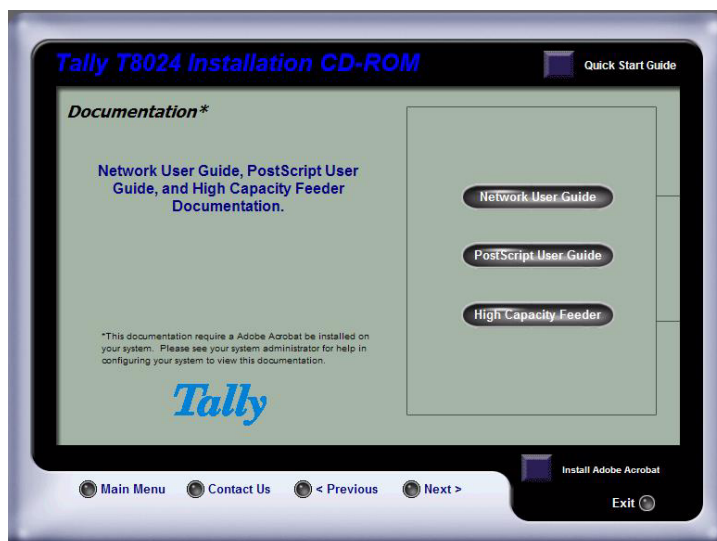 Tally T8024 Installation CD-ROM
Quick Start Guide
Documentation*
Network User Guide, PostScript User
Guide, and High Capacity Feeder
Documentation.
Network User Guide
PostScript User Guide
High Capacity Feeder
*This documentation require a Adobe Acrobat be installed on
your system. Please see your system administrator for help in
configuring your system to view this documentation.
Tally
Install Adobe Acrobat
Main Menu
Contact Us
< Previous
Next >
Exit